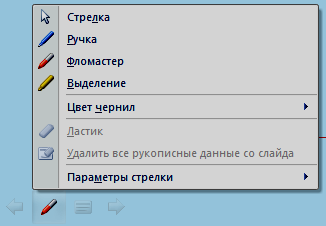 Стрелка
Ручка
Фломастер
Выделение
Цвет чернил
Ластик
Удалить все рукописные данные со слайда
Параметры стрелки